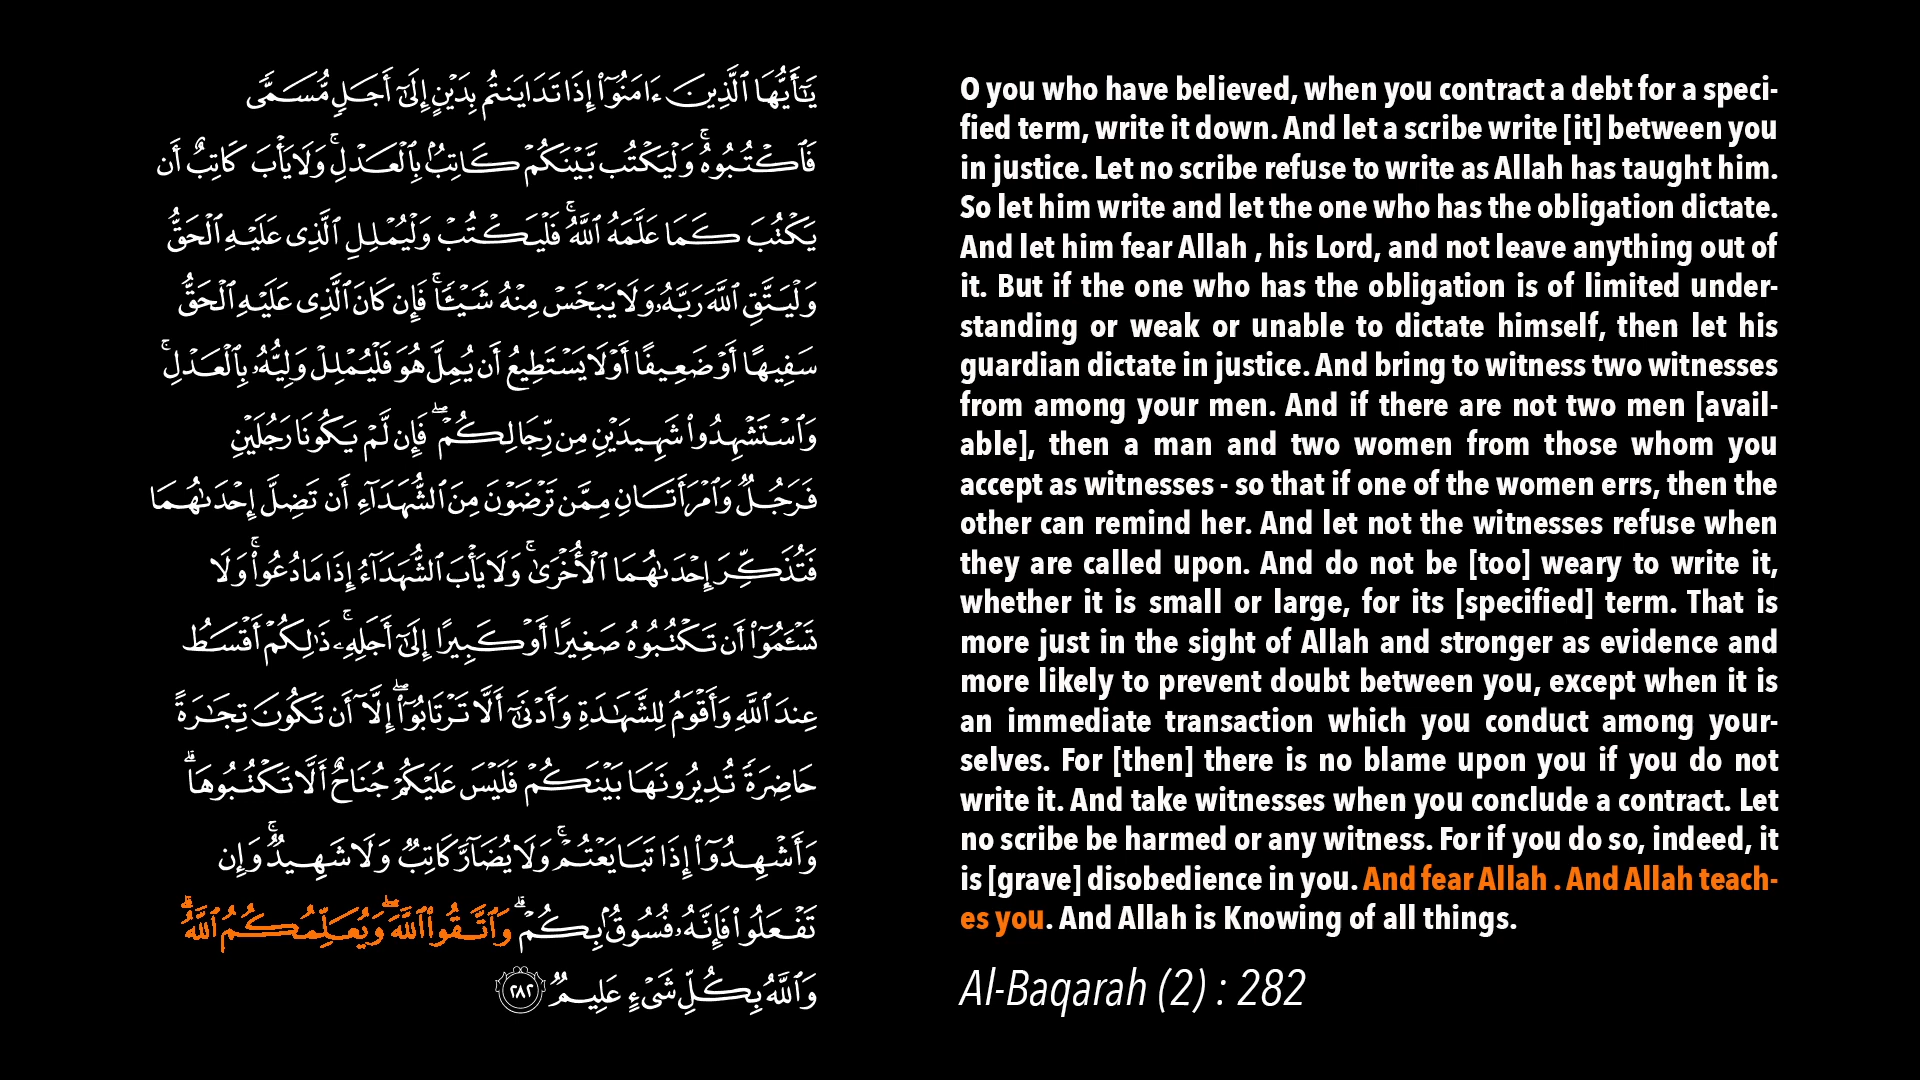 يَـٰٓأَيُّهَا ٱلَّذِينَ ءَامَنُوٓا۟ إِذَا تَدَايَنتُم بِدَيْنٍ إِلَىٰٓ أَجَلٍ مُّسَمًّى
فَٱكْتُبُوهُ ۚ وَلْيَكْتُب بَّيْنَكُمْ كَاتِبٌۢ بِٱلْعَدْلِ ۚ وَلَا يَأْبَ كَاتِبٌ أَن
يَكْتُبَ كَمَا عَلَّمَهُ ٱللَّهُ ۚ فَلْيَكْتُبْ وَلْيُمْلِلِ ٱلَّذِى عَلَيْهِ ٱلْحَقُّ
وَلْيَتَّقِ ٱللَّهَ رَبَّهُۥ وَلَا يَبْخَسْ مِنْهُ شَيْـًٔا ۚ فَإِن كَانَ ٱلَّذِى عَلَيْهِ ٱلْحَقُّ
سَفِيهًا أَوْ ضَعِيفًا أَوْ لَا يَسْتَطِيعُ أَن يُمِلَّ هُوَ فَلْيُمْلِلْ وَلِيُّهُۥ بِٱلْعَدْلِ ۚ
وَٱسْتَشْهِدُوا۟ شَهِيدَيْنِ مِن رِّجَالِكُمْ ۖ فَإِن لَّمْ يَكُونَا رَجُلَيْنِ
فَرَجُلٌ وَٱمْرَأَتَانِ مِمَّن تَرْضَوْنَ مِنَ ٱلشُّهَدَآءِ أَن تَضِلَّ إِحْدَىٰهُمَا
فَتُذَكِّرَ إِحْدَىٰهُمَا ٱلْأُخْرَىٰ ۚ وَلَا يَأْبَ ٱلشُّهَدَآءُ إِذَا مَا دُعُوا۟ ۚ وَلَا
تَسْـَٔمُوٓا۟ أَن تَكْتُبُوهُ صَغِيرًا أَوْ كَبِيرًا إِلَىٰٓ أَجَلِهِۦ ۚ ذَٰلِكُمْ أَقْسَطُ
عِندَ ٱللَّهِ وَأَقْوَمُ لِلشَّهَـٰدَةِ وَأَدْنَىٰٓ أَلَّا تَرْتَابُوٓا۟ ۖ إِلَّآ أَن تَكُونَ تِجَـٰرَةً
حَاضِرَةً تُدِيرُونَهَا بَيْنَكُمْ فَلَيْسَ عَلَيْكُمْ جُنَاحٌ أَلَّا تَكْتُبُوهَا ۗ
وَأَشْهِدُوٓا۟ إِذَا تَبَايَعْتُمْ ۚ وَلَا يُضَآرَّ كَاتِبٌ وَلَا شَهِيدٌ ۚ وَإِن
تَفْعَلُوا۟ فَإِنَّهُۥ فُسُوقٌۢ بِكُمْ ۗ وَٱتَّقُوا۟ ٱللَّهَ ۖ وَيُعَلِّمُكُمُ ٱللَّهُ ۗ
وَٱللَّهُ بِكُلِّ شَىْءٍ عَلِيمٌ ٢٨٢
O you who have believed, when you contract a debt for a speci-
fied term, write it down. And let a scribe write [it] between you
in justice. Let no scribe refuse to write as Allah has taught him.
So let him write and let the one who has the obligation dictate.
And let him fear Allah , his Lord, and not leave anything out of
it. But if the one who has the obligation is of limited under-
standing or weak or unable to dictate himself, then let his
guardian dictate in justice. And bring to witness two witnesses
from among your men. And if there are not two men [avail-
able], then a man and two women from those whom you
accept as witnesses - so that if one of the women errs, then the
other can remind her. And let not the witnesses refuse when
they are called upon. And do not be [too] weary to write it,
whether it is small or large, for its [specified] term. That is
more just in the sight of Allah and stronger as evidence and
more likely to prevent doubt between you, except when it is
an immediate transaction which you conduct among your-
selves. For [then] there is no blame upon you if you do not
write it. And take witnesses when you conclude a contract. Let
no scribe be harmed or any witness. For if you do so, indeed, it
is [grave] disobedience in you. And fear Allah . And Allah teach-
es you. And Allah is Knowing of all things.
Al-Baqarah (2) : 282